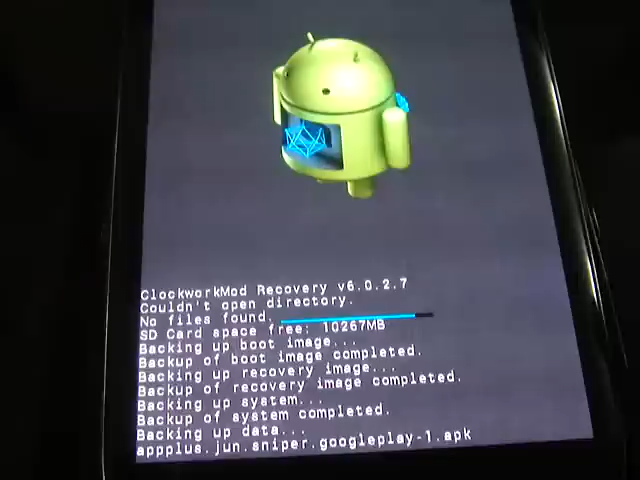 ClockworkMod Recovery v6.0.2.7
Couldn't open directory.
No files found.
SD Card space free: 10267MB
Backing up boot image...
Backup of boot image completed.
Backing up recovery image...
Backup of recovery image completed.
Backing up system...
Backup of system completed.
Backing up data...
appplus.jun.sniper.googleplay-1.apk